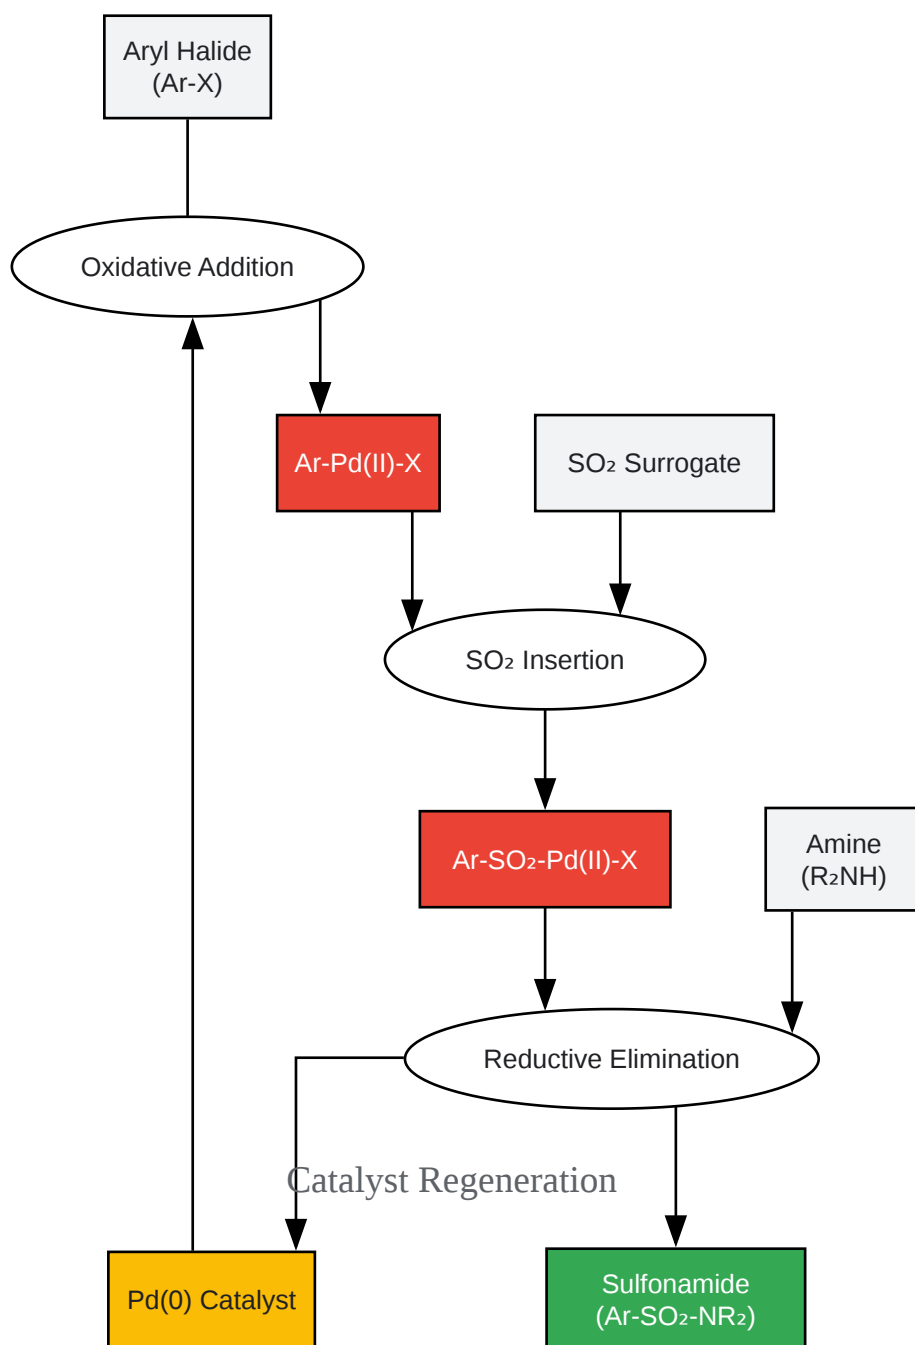 Aryl Halide
(Ar-X)
Oxidative Addition
Ar-Pd(II)-X
SO₂ Surrogate
SO₂ Insertion
Ar-SO₂-Pd(II)-X
Amine
(R₂NH)
Reductive Elimination
Catalyst Regeneration
Pd(0) Catalyst
Sulfonamide
(Ar-SO₂-NR₂)